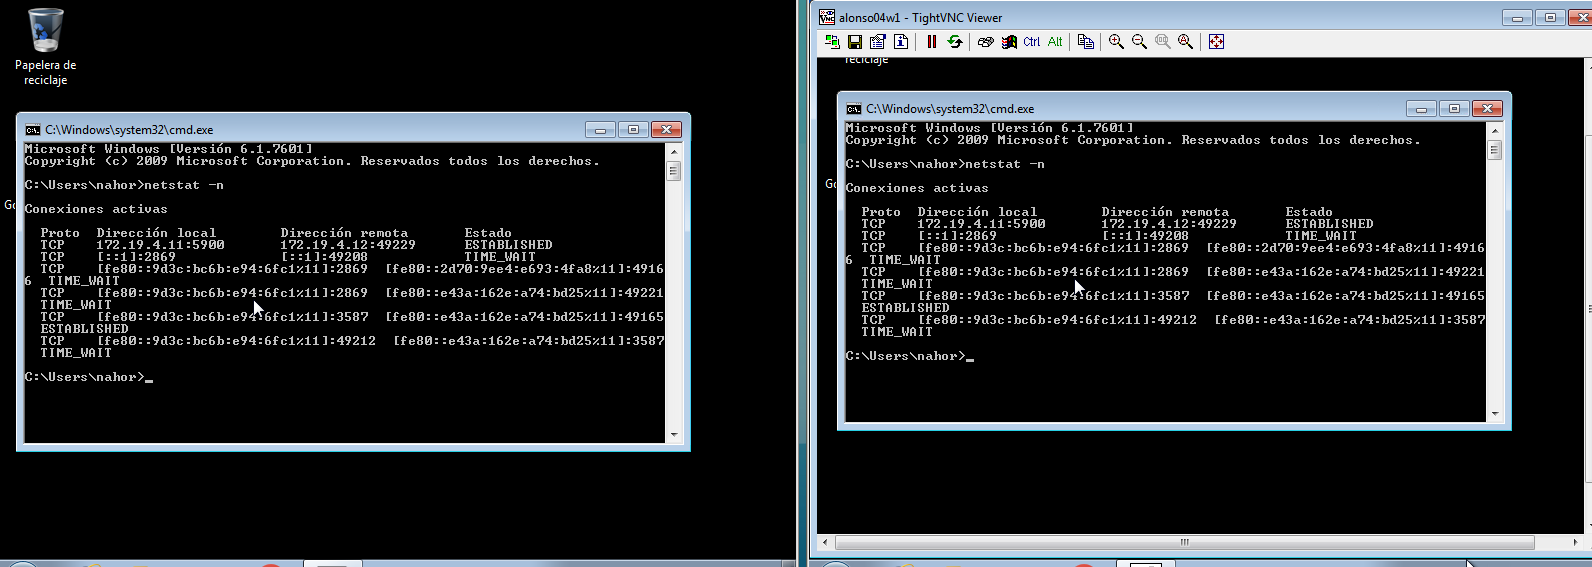 Papelera de
reciclaje
C:\Windows\system32\cmd.exe
Microsoft Windows [Versión 6.1.7601]
Copyright (c) 2009 Microsoft Corporation. Reservados todos los derechos.
C:\Users\nahor>netstat -n
Go
Conexiones activas
Proto  Dirección local        Dirección remota       Estado
TCP    172.19.4.11:5900       172.19.4.12:49229      ESTABLISHED
TCP    [::1]:2869             [::1]:49208            TIME_WAIT
TCP    [fe80::9d3c:bc6b:e94:6fc1%11]:2869  [fe80::2d70:9ee4:e693:4fa8%11]:4916
6  TIME_WAIT
TCP    [fe80::9d3c:bc6b:e94:6fc1%11]:2869  [fe80::e43a:162e:a74:bd25%11]:49221
TIME_WAIT
TCP    [fe80::9d3c:bc6b:e94:6fc1%11]:3587  [fe80::e43a:162e:a74:bd25%11]:49165
ESTABLISHED
TCP    [fe80::9d3c:bc6b:e94:6fc1%11]:49212  [fe80::e43a:162e:a74:bd25%11]:3587
TIME_WAIT
C:\Users\nahor>_
alonso04w1 - TightVNC Viewer
Ctrl Alt
reciclaje
C:\Windows\system32\cmd.exe
Microsoft Windows [Versión 6.1.7601]
Copyright (c) 2009 Microsoft Corporation. Reservados todos los derechos.
C:\Users\nahor>netstat -n
Go
Conexiones activas
Proto  Dirección local        Dirección remota       Estado
TCP    172.19.4.11:5900       172.19.4.12:49229      ESTABLISHED
TCP    [::1]:2869             [::1]:49208            TIME_WAIT
TCP    [fe80::9d3c:bc6b:e94:6fc1%11]:2869  [fe80::2d70:9ee4:e693:4fa8%11]:4916
6  TIME_WAIT
TCP    [fe80::9d3c:bc6b:e94:6fc1%11]:2869  [fe80::e43a:162e:a74:bd25%11]:49221
TIME_WAIT
TCP    [fe80::9d3c:bc6b:e94:6fc1%11]:3587  [fe80::e43a:162e:a74:bd25%11]:49165
ESTABLISHED
TCP    [fe80::9d3c:bc6b:e94:6fc1%11]:49212  [fe80::e43a:162e:a74:bd25%11]:3587
TIME_WAIT
C:\Users\nahor>_